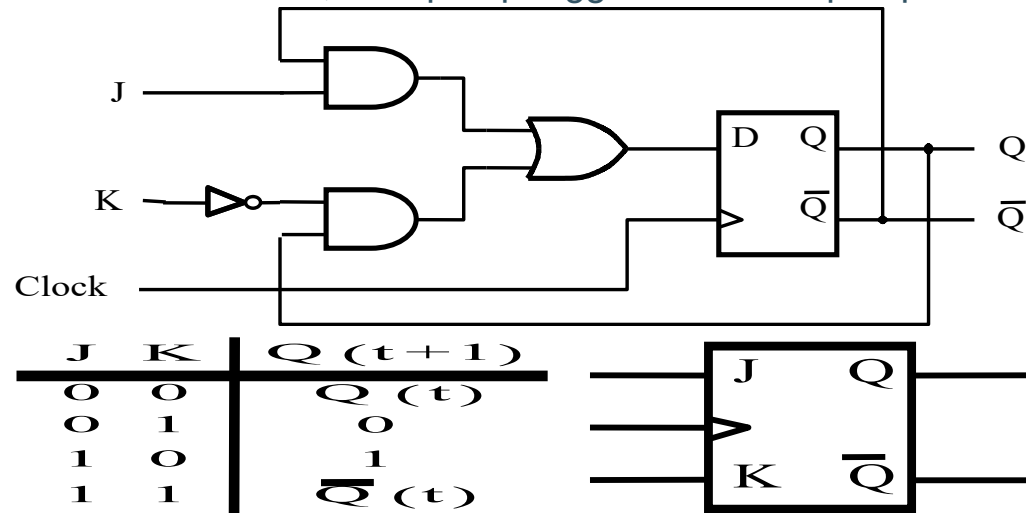 J
D Q Q
K
Q̅ Q̅
Clock
J K Q (t + 1)
0 0 Q (t)
0 1 0
1 0 1
1 1 Q̅ (t)
J Q
K Q̅